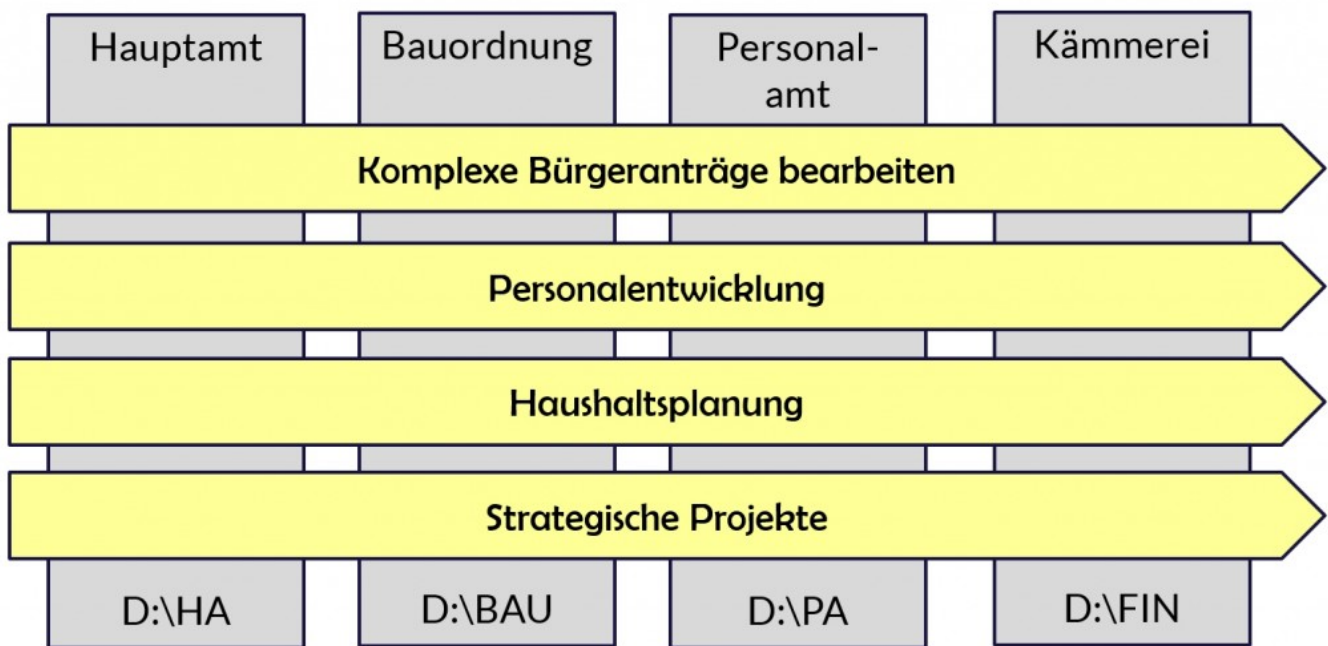 Hauptamt
Bauordnung
Personal-
amt
Kämmerei
Komplexe Bürgeranträge bearbeiten
Personalentwicklung
Haushaltsplanung
Strategische Projekte
D:\HA
D:\BAU
D:\PA
D:\FIN